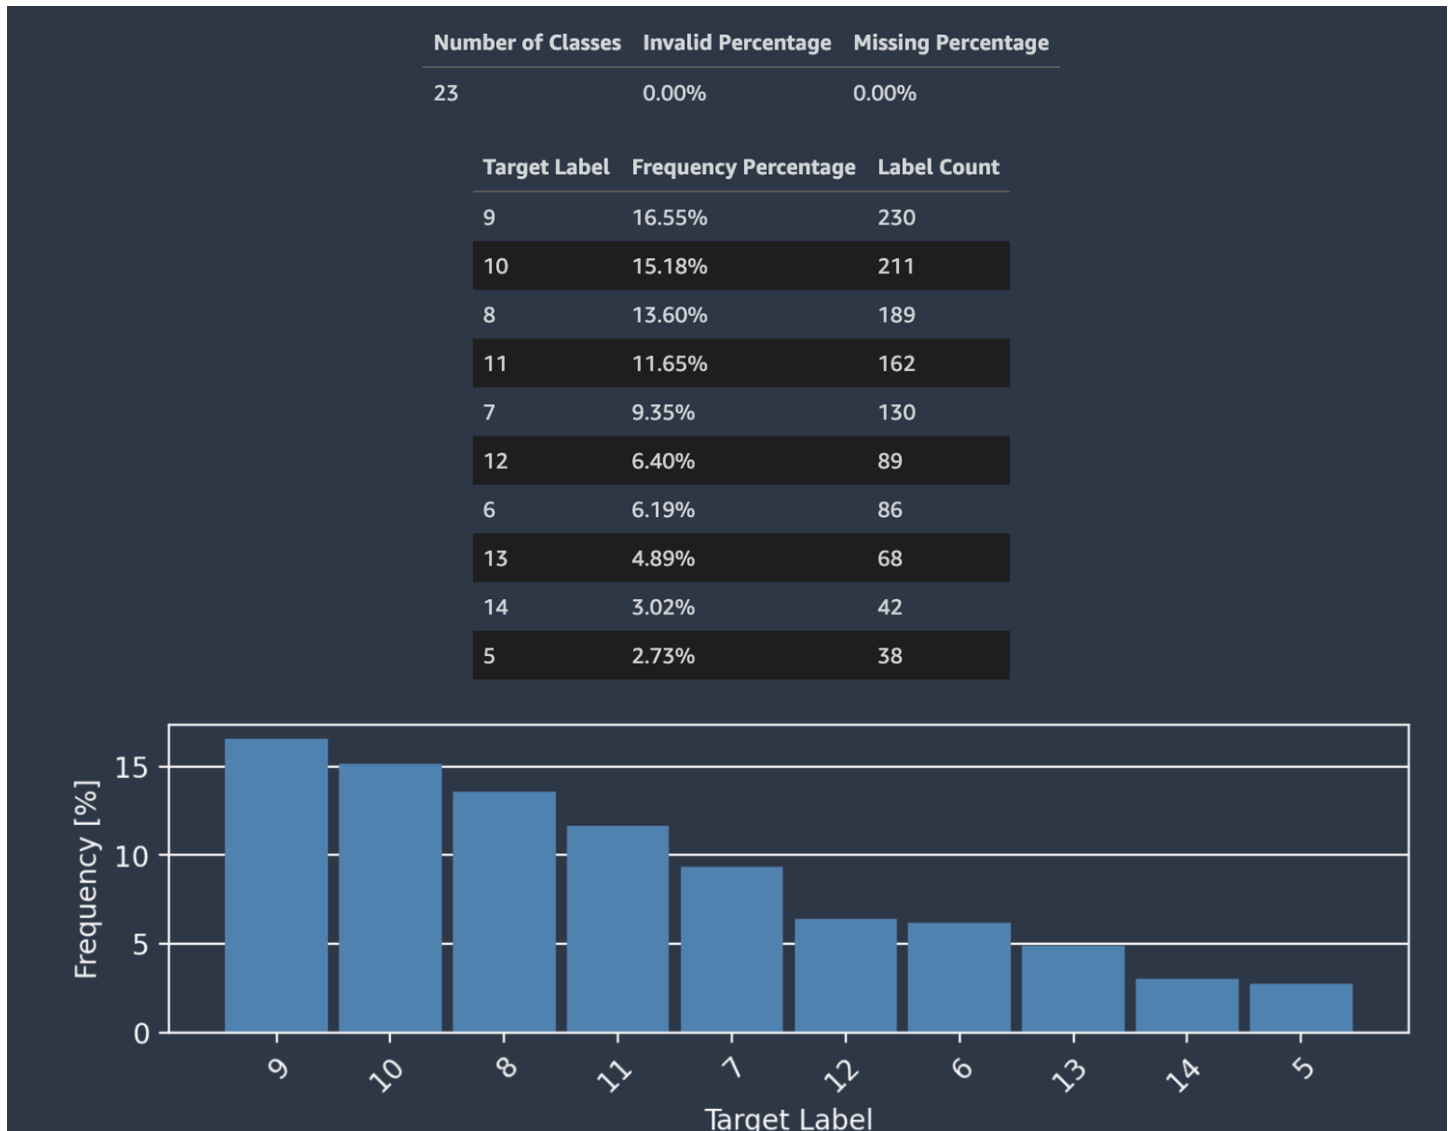 Number of Classes Invalid Percentage Missing Percentage
23 0.00% 0.00%
Target Label Frequency Percentage Label Count
9 16.55% 230
10 15.18% 211
8 13.60% 189
11 11.65% 162
7 9.35% 130
12 6.40% 89
6 6.19% 86
13 4.89% 68
14 3.02% 42
5 2.73% 38
Frequency [%]
15
10
5
0
9 10 8 11 7 12 6 13 14 5
Target Label